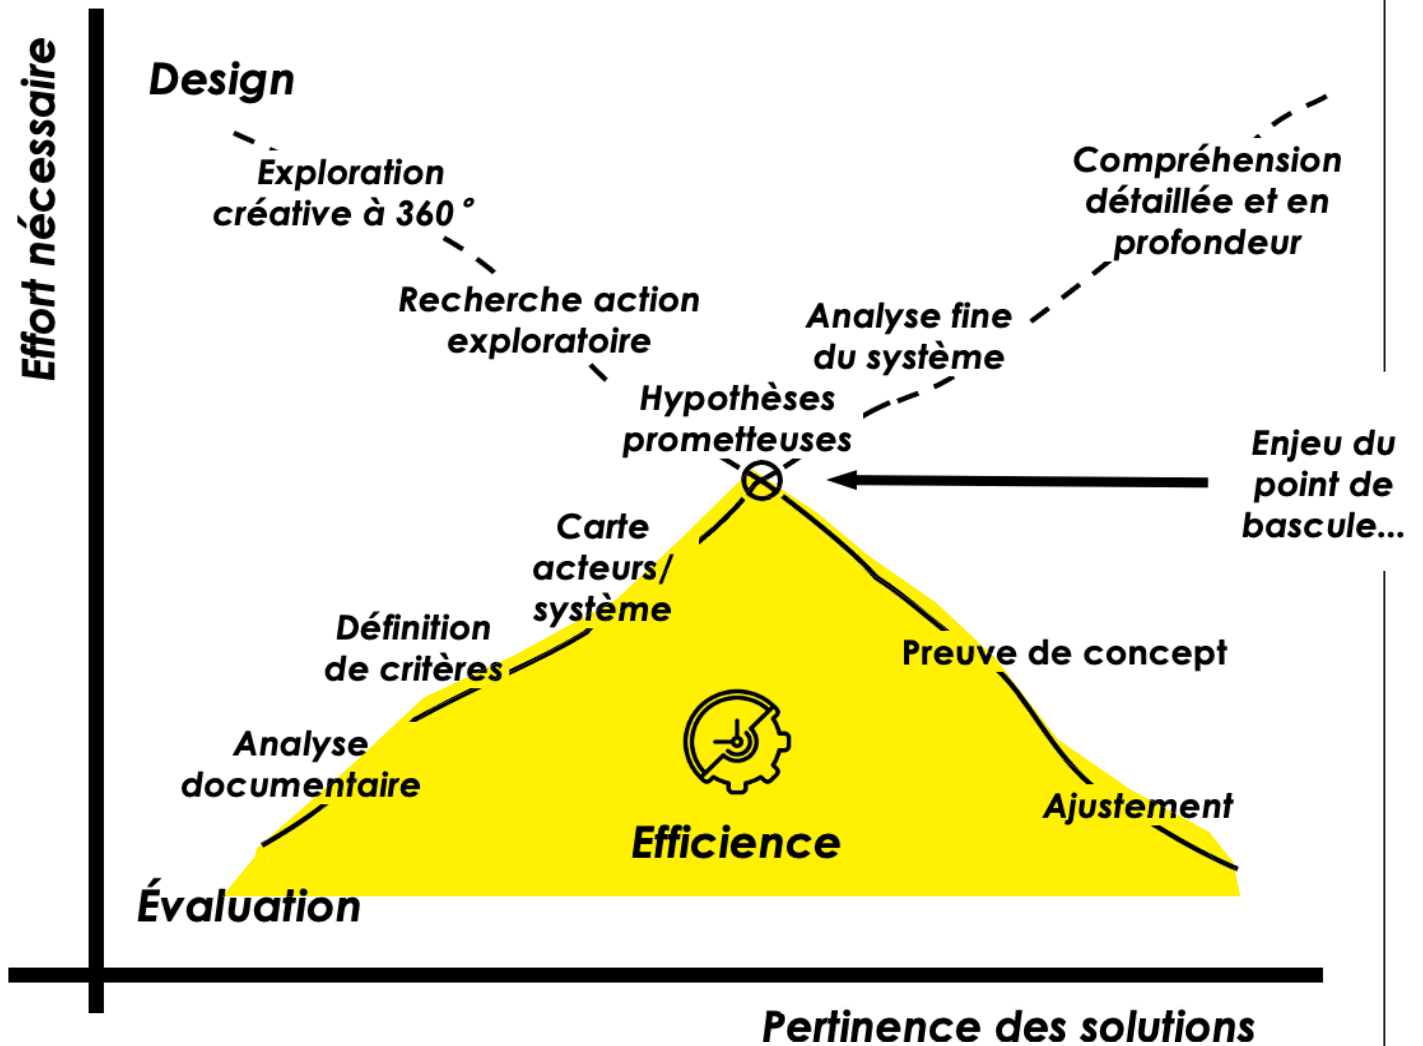 Effort nécessaire
Design
Exploration
créative à 360°
Recherche action
exploratoire
Hypothèses
prometteuses
Analyse fine
du système
Compréhension
détaillée et en
profondeur
Enjeu du
point de
bascule...
Carte
acteurs/
système
Définition
de critères
Analyse
documentaire
Évaluation
Preuve de concept
Ajustement
Efficience
Pertinence des solutions